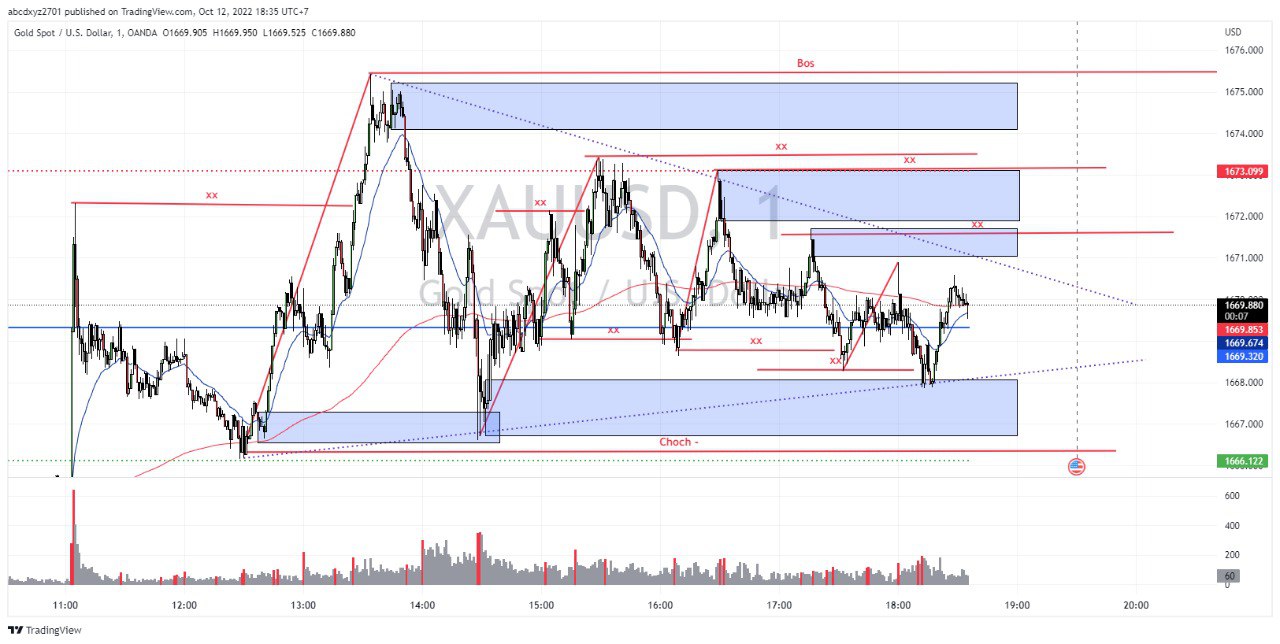 abcdxyz2701 published on TradingView.com, Oct 12, 2022 18:35 UTC+7
Gold Spot / U.S. Dollar, 1, OANDA O1669.905 H1669.950 L1669.525 C1669.880
USD
1676.000
Bos
1675.000
1674.000
xx
xx
1673.099
xx
xx
1672.000
XAUUSD, 1
xx
1671.000
Gold Spot / U.S. Dollar
1669.880
00:07
1669.853
1669.674
1669.320
xx
xx
xx
1668.000
1667.000
Choch -
1666.122
600
400
200
60
0
11:00 12:00 13:00 14:00 15:00 16:00 17:00 18:00 19:00 20:00
TradingView